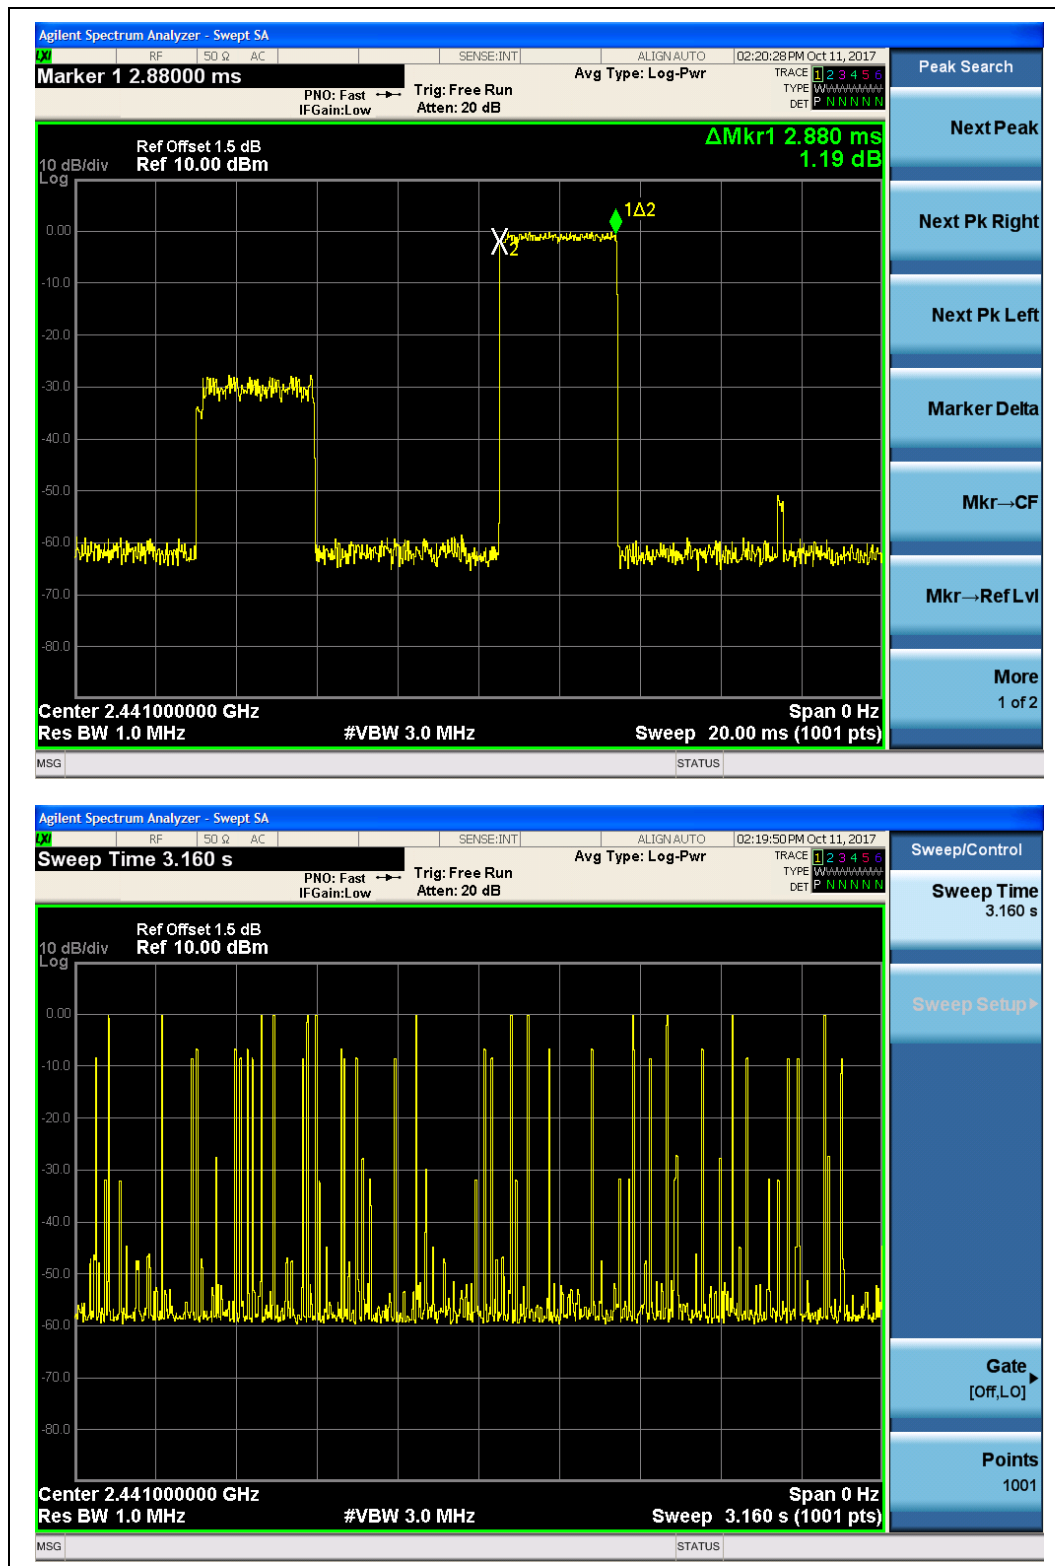 Agilent Spectrum Analyzer - Swept SA
LXI RF 50 Ω AC SENSE:INT ALIGN AUTO 02:20:28 PM Oct 11, 2017
Marker 1 2.88000 ms
PNO: Fast
IFGain:Low
Trig: Free Run
Atten: 20 dB
Avg Type: Log-Pwr
TRACE 1 2 3 4 5 6
TYPE
DET P N N N N N
Ref Offset 1.5 dB
10 dB/div Ref 10.00 dBm
Log
ΔMkr1 2.880 ms
1.19 dB
1Δ2
X2
0.00
-10.0
-20.0
-30.0
-40.0
-50.0
-60.0
-70.0
-80.0
Center 2.441000000 GHz Span 0 Hz
Res BW 1.0 MHz #VBW 3.0 MHz Sweep 20.00 ms (1001 pts)
MSG STATUS
Peak Search
Next Peak
Next Pk Right
Next Pk Left
Marker Delta
Mkr→CF
Mkr→Ref Lvl
More
1 of 2
Agilent Spectrum Analyzer - Swept SA
LXI RF 50 Ω AC SENSE:INT ALIGN AUTO 02:19:50 PM Oct 11, 2017
Sweep Time 3.160 s
PNO: Fast
IFGain:Low
Trig: Free Run
Atten: 20 dB
Avg Type: Log-Pwr
TRACE 1 2 3 4 5 6
TYPE
DET P N N N N N
Ref Offset 1.5 dB
10 dB/div Ref 10.00 dBm
Log
0.00
-10.0
-20.0
-30.0
-40.0
-50.0
-60.0
-70.0
-80.0
Center 2.441000000 GHz Span 0 Hz
Res BW 1.0 MHz #VBW 3.0 MHz Sweep 3.160 s (1001 pts)
MSG STATUS
Sweep/Control
Sweep Time
3.160 s
Sweep Setup
Gate
[Off,LO]
Points
1001